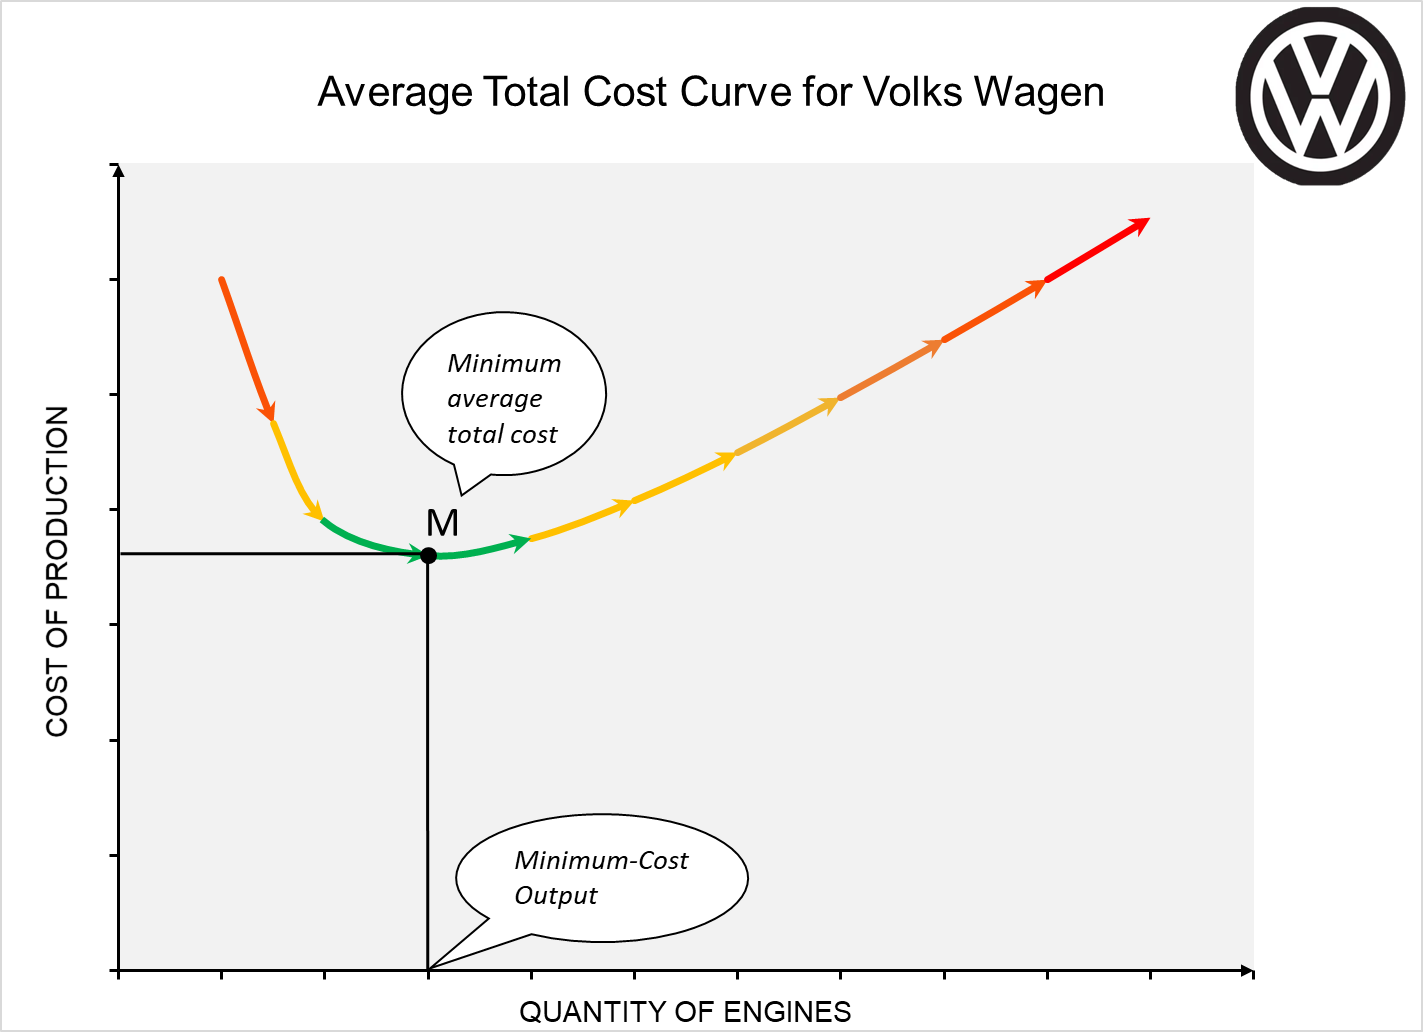 Average Total Cost Curve for Volks Wagen
Minimum
average
total cost
M
COST OF PRODUCTION
Minimum-Cost
Output
QUANTITY OF ENGINES